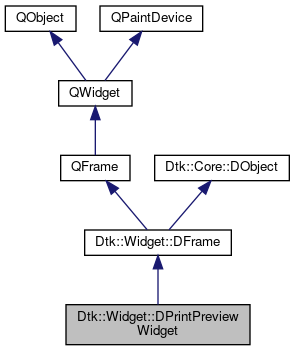 QObject
QPaintDevice
QWidget
QFrame
Dtk::Core::DObject
Dtk::Widget::DFrame
Dtk::Widget::DPrintPreview
Widget